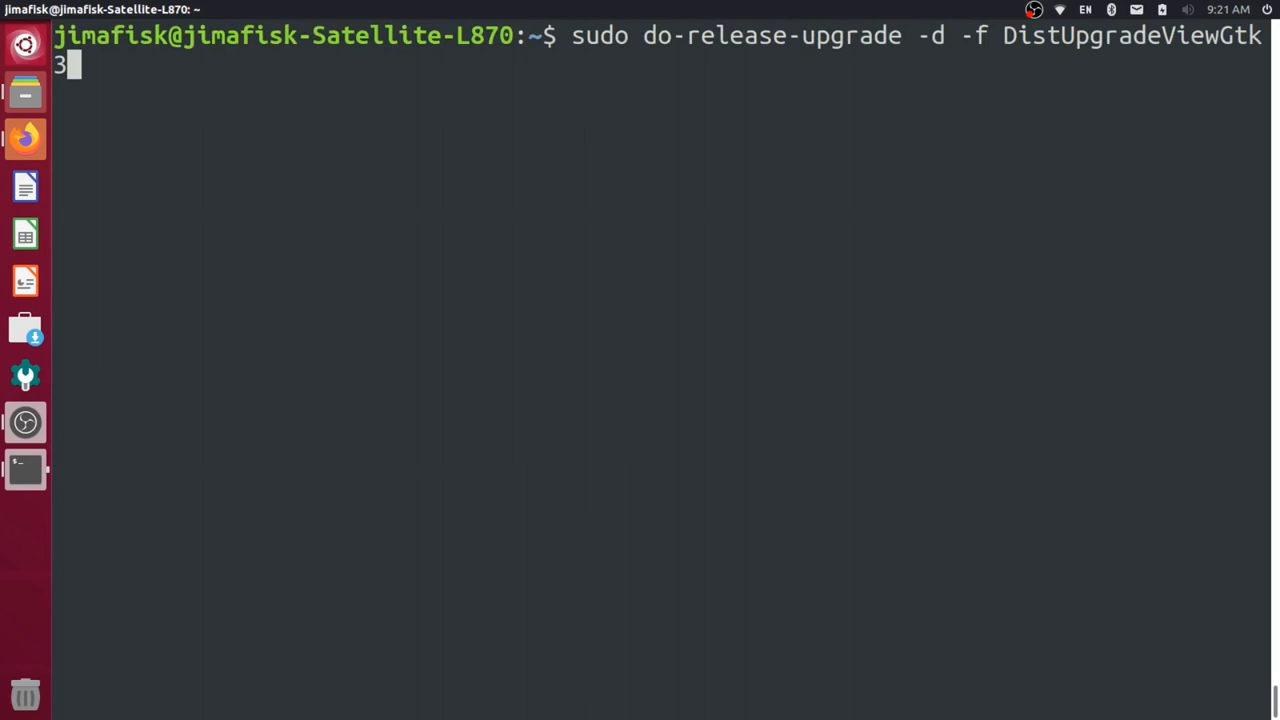 jimafisk@jimafisk-Satellite-L870: ~
EN
9:21 AM
jimafisk@jimafisk-Satellite-L870:~$ sudo do-release-upgrade -d -f DistUpgradeViewGtk
3